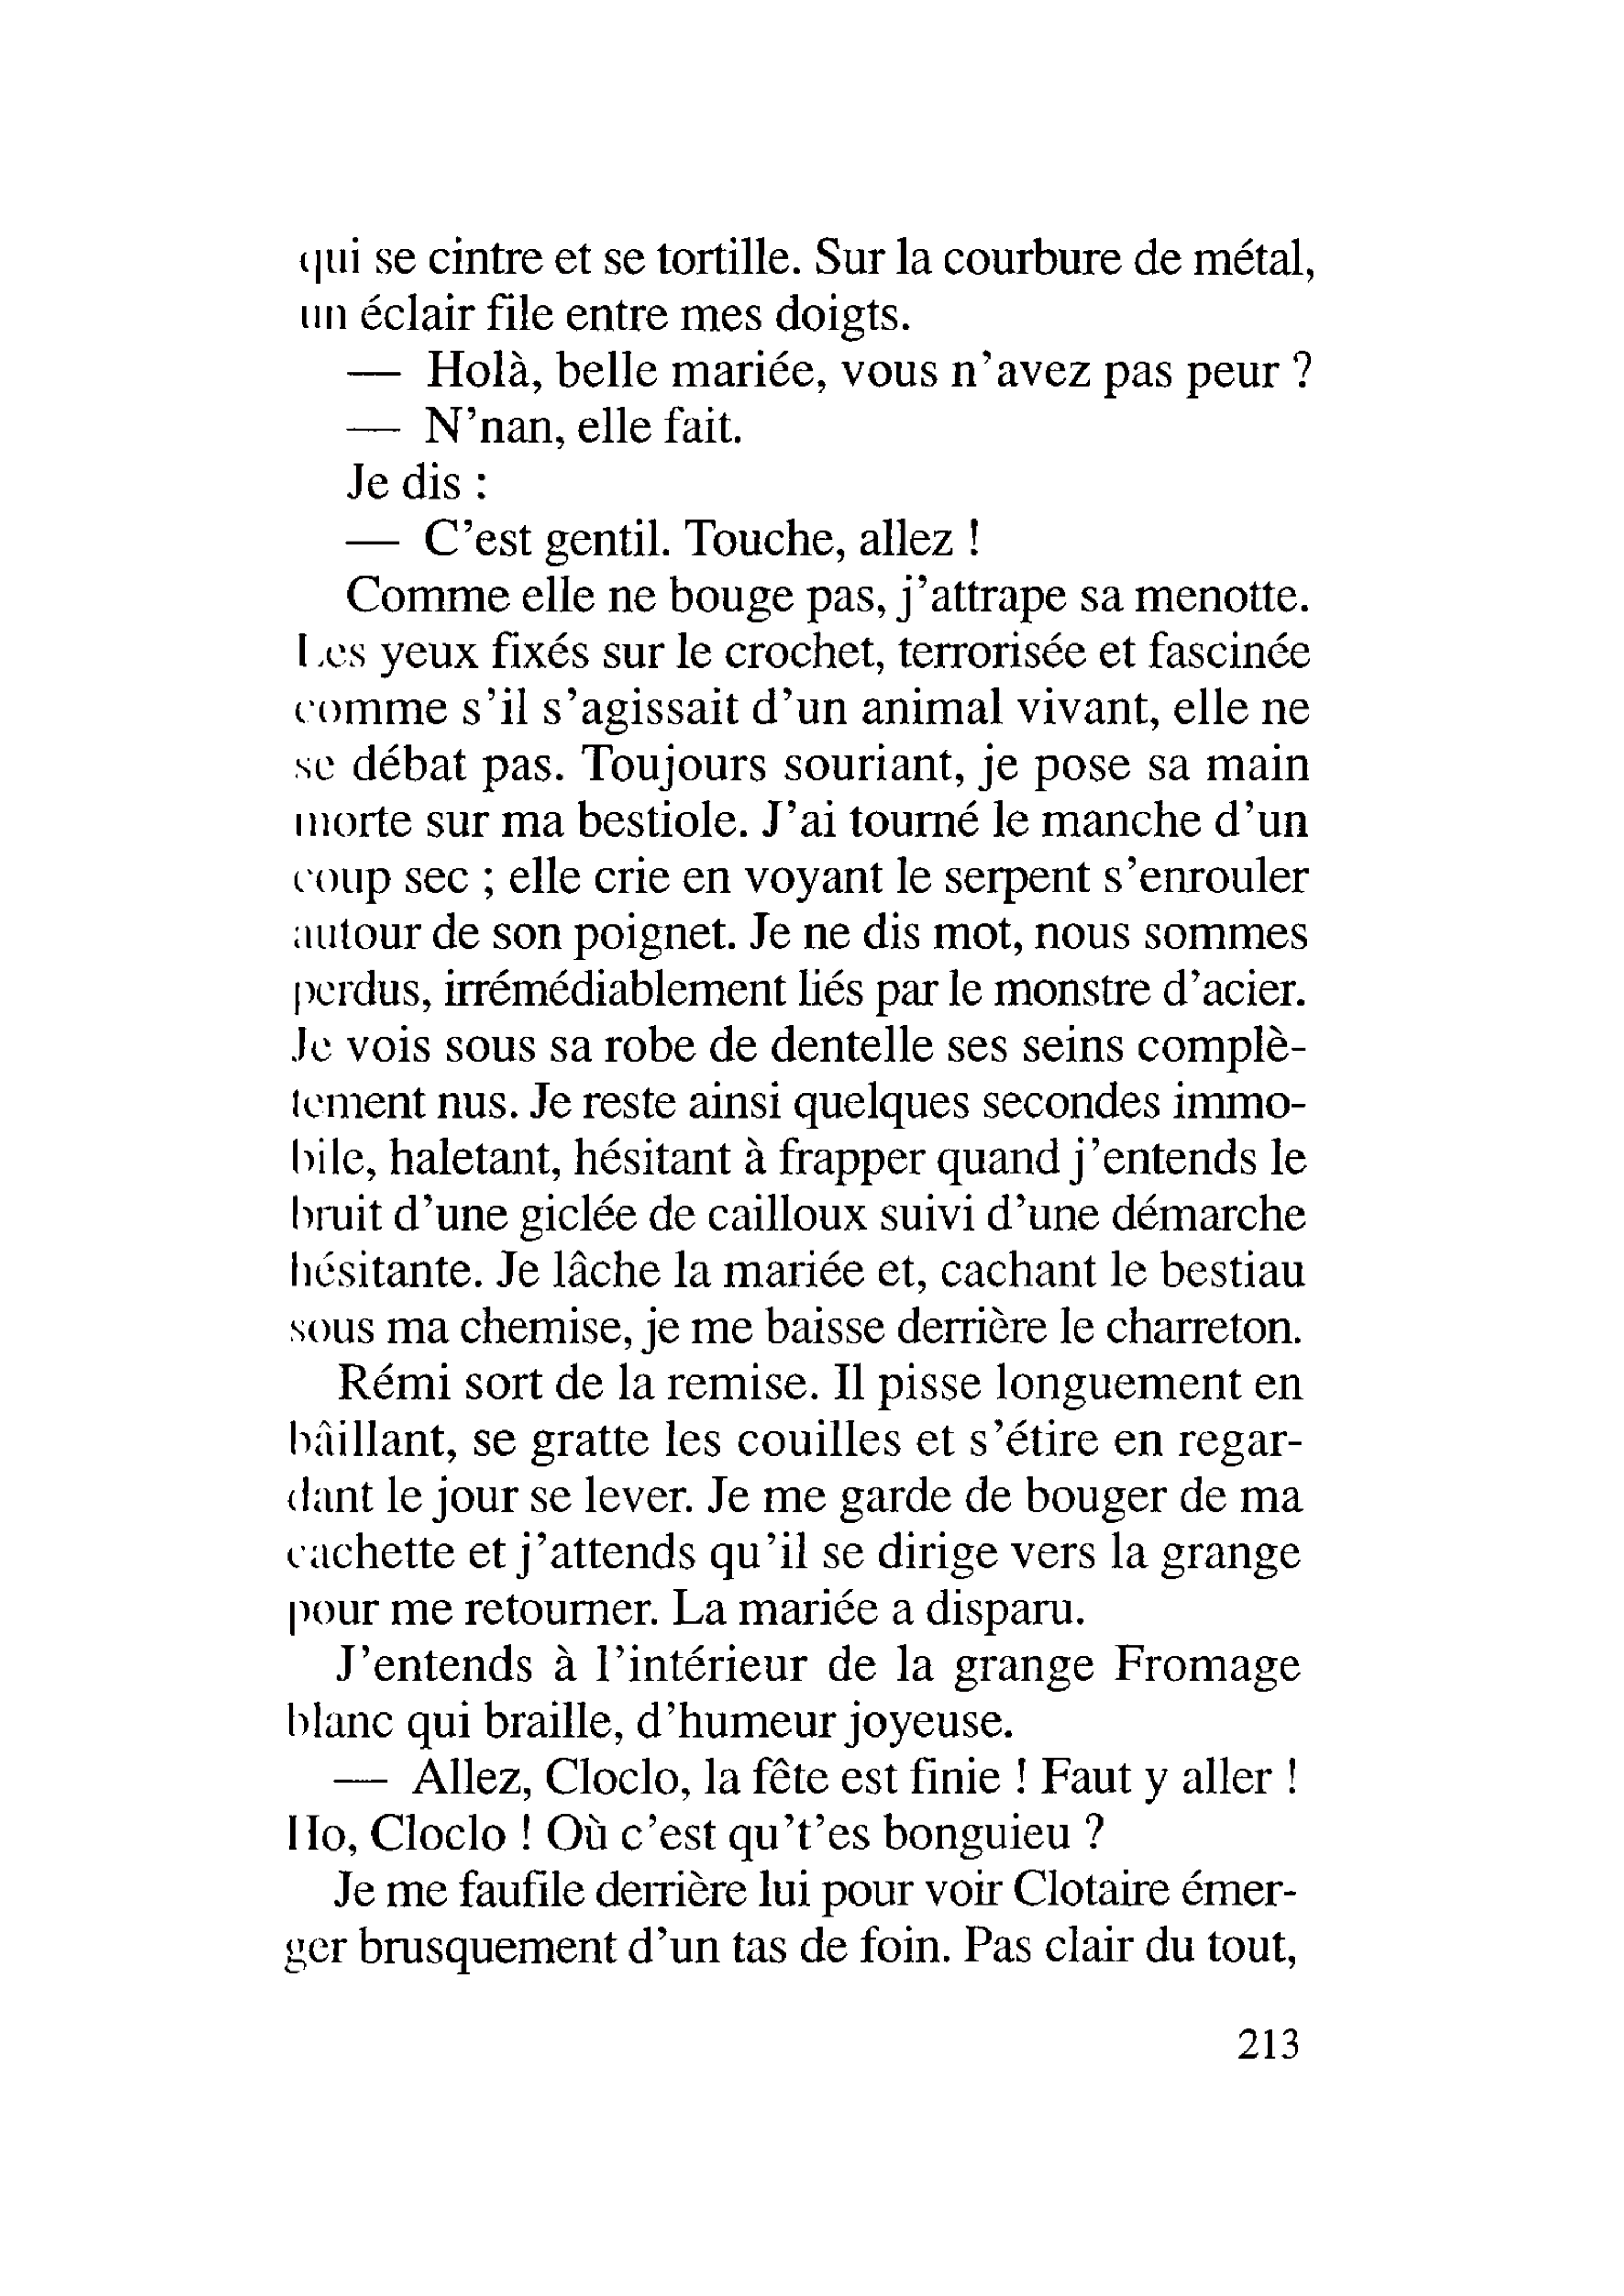 qui se cintre et se tortille. Sur la courbure de métal,
un éclair file entre mes doigts.
— Holà, belle mariée, vous n'avez pas peur ?
— N'nan, elle fait.
Je dis :
— C'est gentil. Touche, allez !
Comme elle ne bouge pas, j'attrape sa menotte.
Les yeux fixés sur le crochet, terrorisée et fascinée
comme s'il s'agissait d'un animal vivant, elle ne
se débat pas. Toujours souriant, je pose sa main
morte sur ma bestiole. J'ai tourné le manche d'un
coup sec ; elle crie en voyant le serpent s'enrouler
autour de son poignet. Je ne dis mot, nous sommes
perdus, irrémédiablement liés par le monstre d'acier.
Je vois sous sa robe de dentelle ses seins complè-
tement nus. Je reste ainsi quelques secondes immo-
bile, haletant, hésitant à frapper quand j'entends le
bruit d'une giclée de cailloux suivi d'une démarche
hésitante. Je lâche la mariée et, cachant le bestiau
sous ma chemise, je me baisse derrière le charreton.
Rémi sort de la remise. Il pisse longuement en
bâillant, se gratte les couilles et s'étire en regar-
dant le jour se lever. Je me garde de bouger de ma
cachette et j'attends qu'il se dirige vers la grange
pour me retourner. La mariée a disparu.
J'entends à l'intérieur de la grange Fromage
blanc qui braille, d'humeur joyeuse.
— Allez, Cloclo, la fête est finie ! Faut y aller !
Ho, Cloclo ! Où c'est qu't'es bonguieu ?
Je me faufile derrière lui pour voir Clotaire émer-
ger brusquement d'un tas de foin. Pas clair du tout,
213